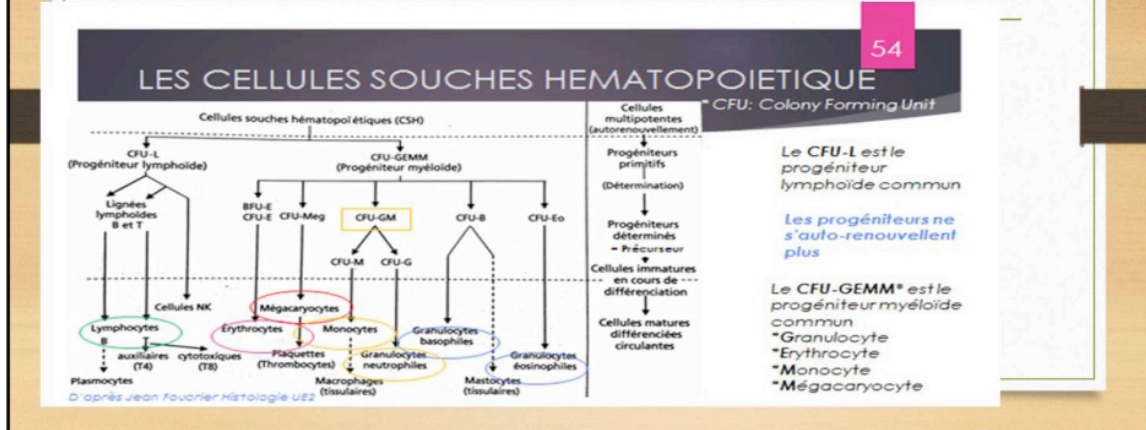 54
LES CELLULES SOUCHES HEMATOPOIETIQUE
* CFU: Colony Forming Unit
Cellules souches hématopoïétiques (CSH)
CFU-L
(Progéniteur lymphoïde)
CFU-GEMM
(Progéniteur myéloïde)
Lignées
lymphoïdes
B et T
BFU-E
CFU-E
CFU-Meg
CFU-GM
CFU-B
CFU-Eo
CFU-M
CFU-G
Cellules NK
Mégacaryocytes
Lymphocytes
B
Erythrocytes
Monocytes
Granulocytes
basophiles
auxiliaires
(T4)
cytotoxiques
(T8)
Plaquettes
(Thrombocytes)
Granulocytes
neutrophiles
Granulocytes
éosinophiles
Plasmocytes
Macrophages
(tissulaires)
Mastocytes
(tissulaires)
D'après Jean Foucrier Histologie UE2
Cellules
multipotentes
(autorenouvellement)
Progéniteurs
primitifs
(Détermination)
Progéniteurs
déterminés
= Précurseur
Cellules immatures
en cours de
différenciation
Cellules matures
différenciées
circulantes
Le CFU-L est le
progéniteur
lymphoïde commun
Les progéniteurs ne
s'auto-renouvellent
plus
Le CFU-GEMM* est le
progéniteur myéloïde
commun
*Granulocyte
*Erythrocyte
*Monocyte
*Mégacaryocyte